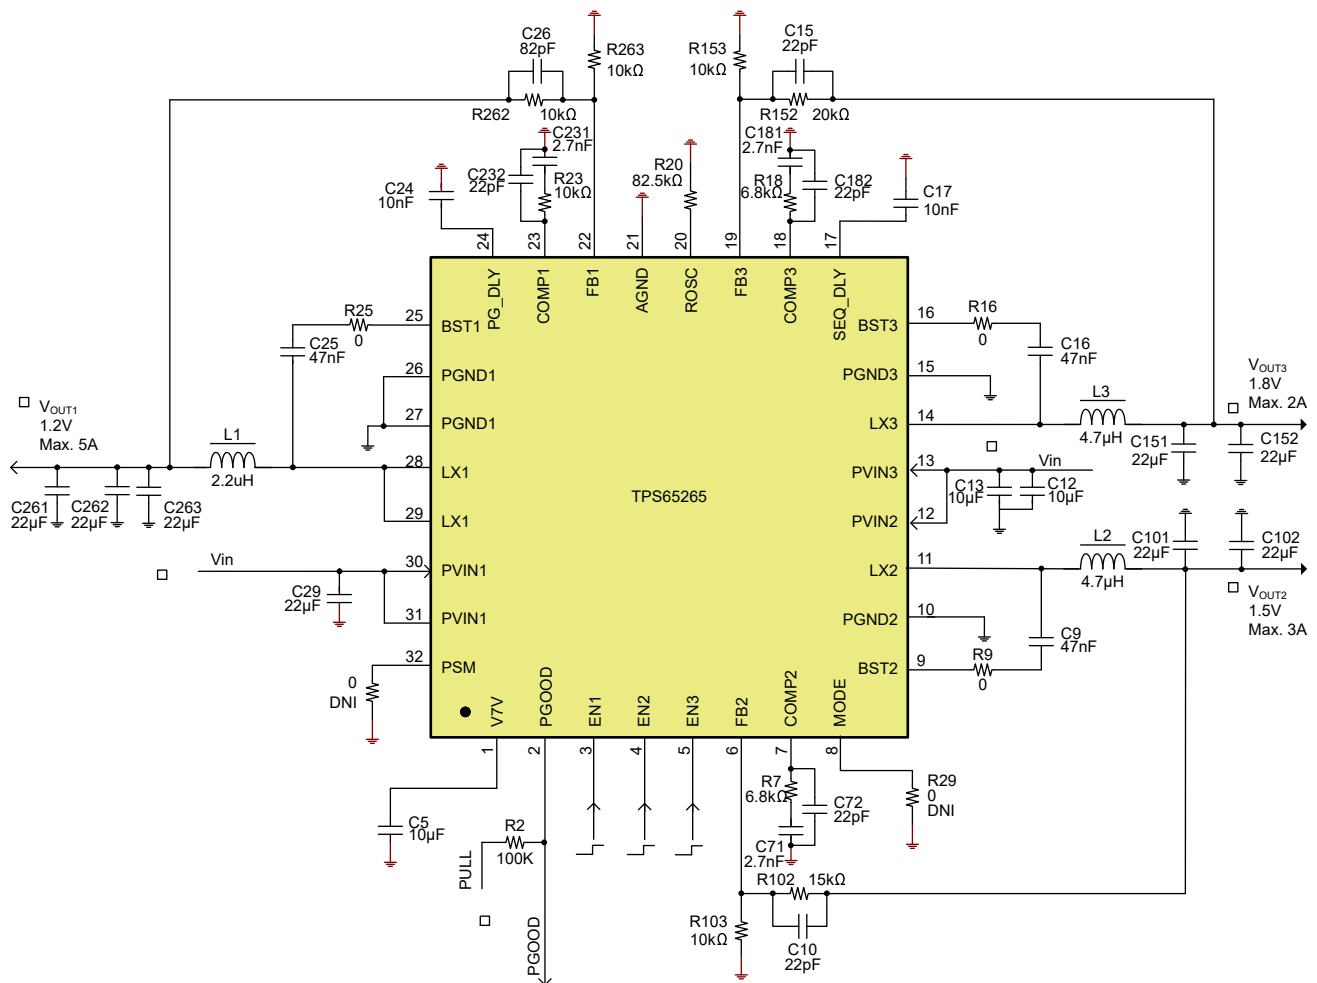 C26
82pF
R263
10kΩ
R153
10kΩ
C15
22pF
R262
10kΩ
R152
20kΩ
C231
2.7nF
C232
22pF
R23
10kΩ
C24
10nF
R20
82.5kΩ
C181
2.7nF
R18
6.8kΩ
C182
22pF
C17
10nF
24
23
22
21
20
19
18
17
PG_DLY
COMP1
FB1
AGND
ROSC
FB3
COMP3
SEQ_DLY
R25
0
25
BST1
C25
47nF
26
PGND1
27
PGND1
VOUT1
1.2V
Max. 5A
L1
2.2uH
28
LX1
29
LX1
C261
22µF
C262
22µF
C263
22µF
Vin
30
PVIN1
C29
22µF
31
PVIN1
32
PSM
0
DNI
TPS65265
BST3
16
R16
0
C16
47nF
PGND3
15
LX3
14
L3
4.7µH
VOUT3
1.8V
Max. 2A
C151
22µF
C152
22µF
PVIN3
13
Vin
C13
10µF
C12
10µF
PVIN2
12
LX2
11
L2
4.7µH
C101
22µF
C102
22µF
VOUT2
1.5V
Max. 3A
PGND2
10
C9
47nF
BST2
9
R9
0
V7V
PGOOD
EN1
EN2
EN3
FB2
COMP2
MODE
1
2
3
4
5
6
7
8
C5
10µF
R2
100K
PULL
PGOOD
R7
6.8kΩ
C72
22pF
C71
2.7nF
R29
0
DNI
R102
15kΩ
R103
10kΩ
C10
22pF